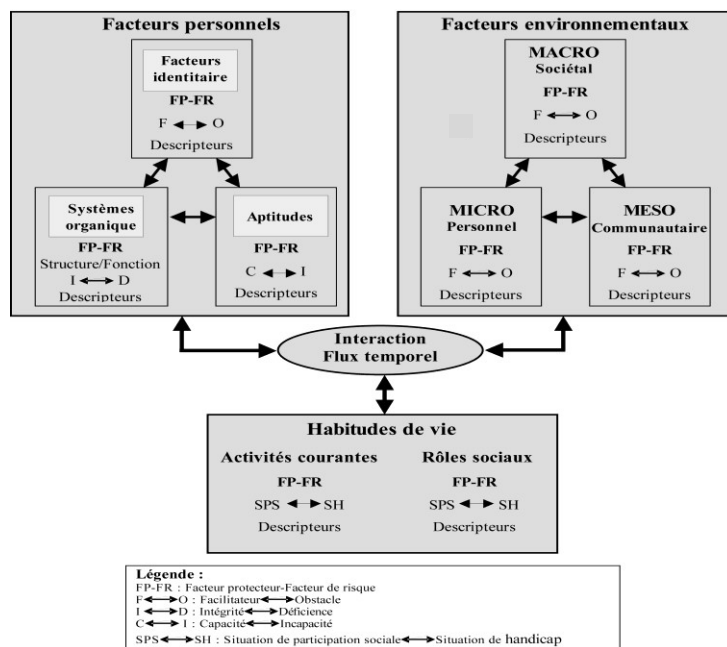 Facteurs personnels
Facteurs
identitaire
FP-FR
F ↔ O
Descripteurs
Systèmes
organique
FP-FR
Structure/Fonction
I ↔ D
Descripteurs
Aptitudes
FP-FR
C ↔ I
Descripteurs
Facteurs environnementaux
MACRO
Sociétal
FP-FR
F ↔ O
Descripteurs
MICRO
Personnel
FP-FR
F ↔ O
Descripteurs
MESO
Communautaire
FP-FR
F ↔ O
Descripteurs
Interaction
Flux temporel
Habitudes de vie
Activités courantes
FP-FR
SPS ↔ SH
Descripteurs
Rôles sociaux
FP-FR
SPS ↔ SH
Descripteurs
Légende :
FP-FR : Facteur protecteur-Facteur de risque
F ↔ O : Facilitateur ↔ Obstacle
I ↔ D : Intégrité ↔ Déficience
C ↔ I : Capacité ↔ Incapacité
SPS ↔ SH : Situation de participation sociale ↔ Situation de handicap